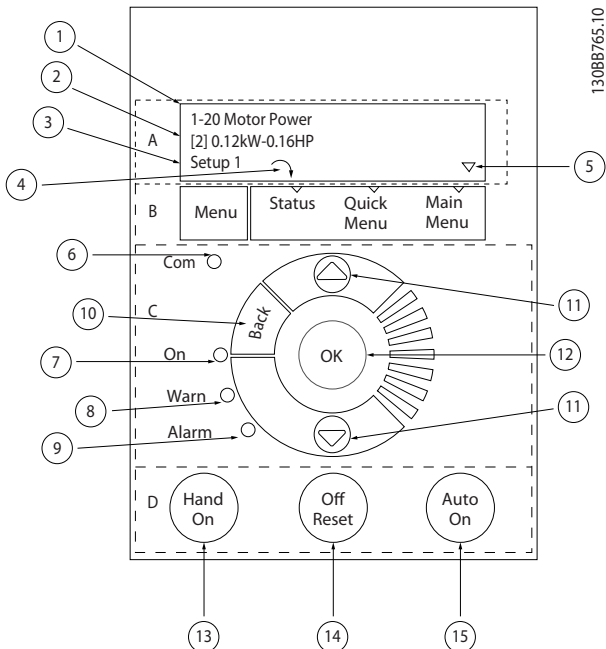 130BB765.10
1
2
3
4
5
A
1-20 Motor Power
[2] 0.12kW-0.16HP
Setup 1
B
Menu
Status
Quick
Menu
Main
Menu
6
Com
C
10
Back
11
7
On
OK
12
8
Warn
9
Alarm
11
D
Hand
On
Off
Reset
Auto
On
13
14
15